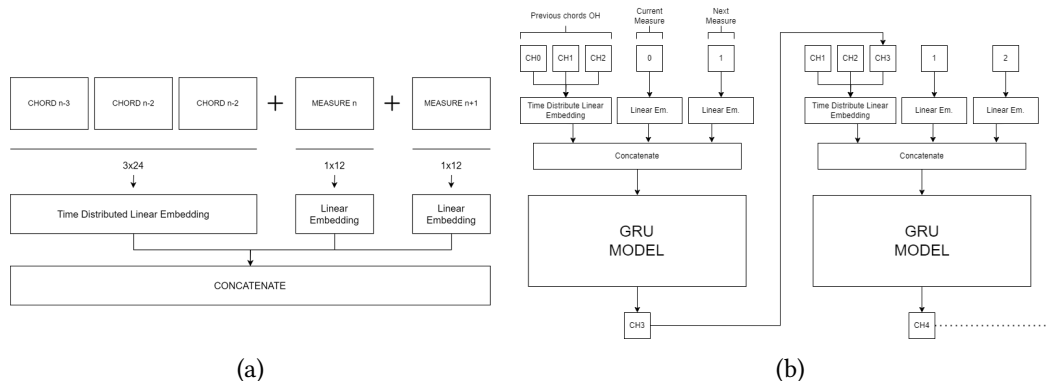 CHORD n-3
CHORD n-2
CHORD n-2
+
MEASURE n
+
MEASURE n+1
3x24
1x12
1x12
Time Distributed Linear Embedding
Linear
Embedding
Linear
Embedding
CONCATENATE
(a)
Previous chords OH
Current
Measure
Next
Measure
CH0
CH1
CH2
0
1
Time Distribute Linear
Embedding
Linear Em.
Linear Em.
Concatenate
GRU
MODEL
CH3
CH1
CH2
CH3
1
2
Time Distribute Linear
Embedding
Linear Em.
Linear Em.
Concatenate
GRU
MODEL
CH4
(b)